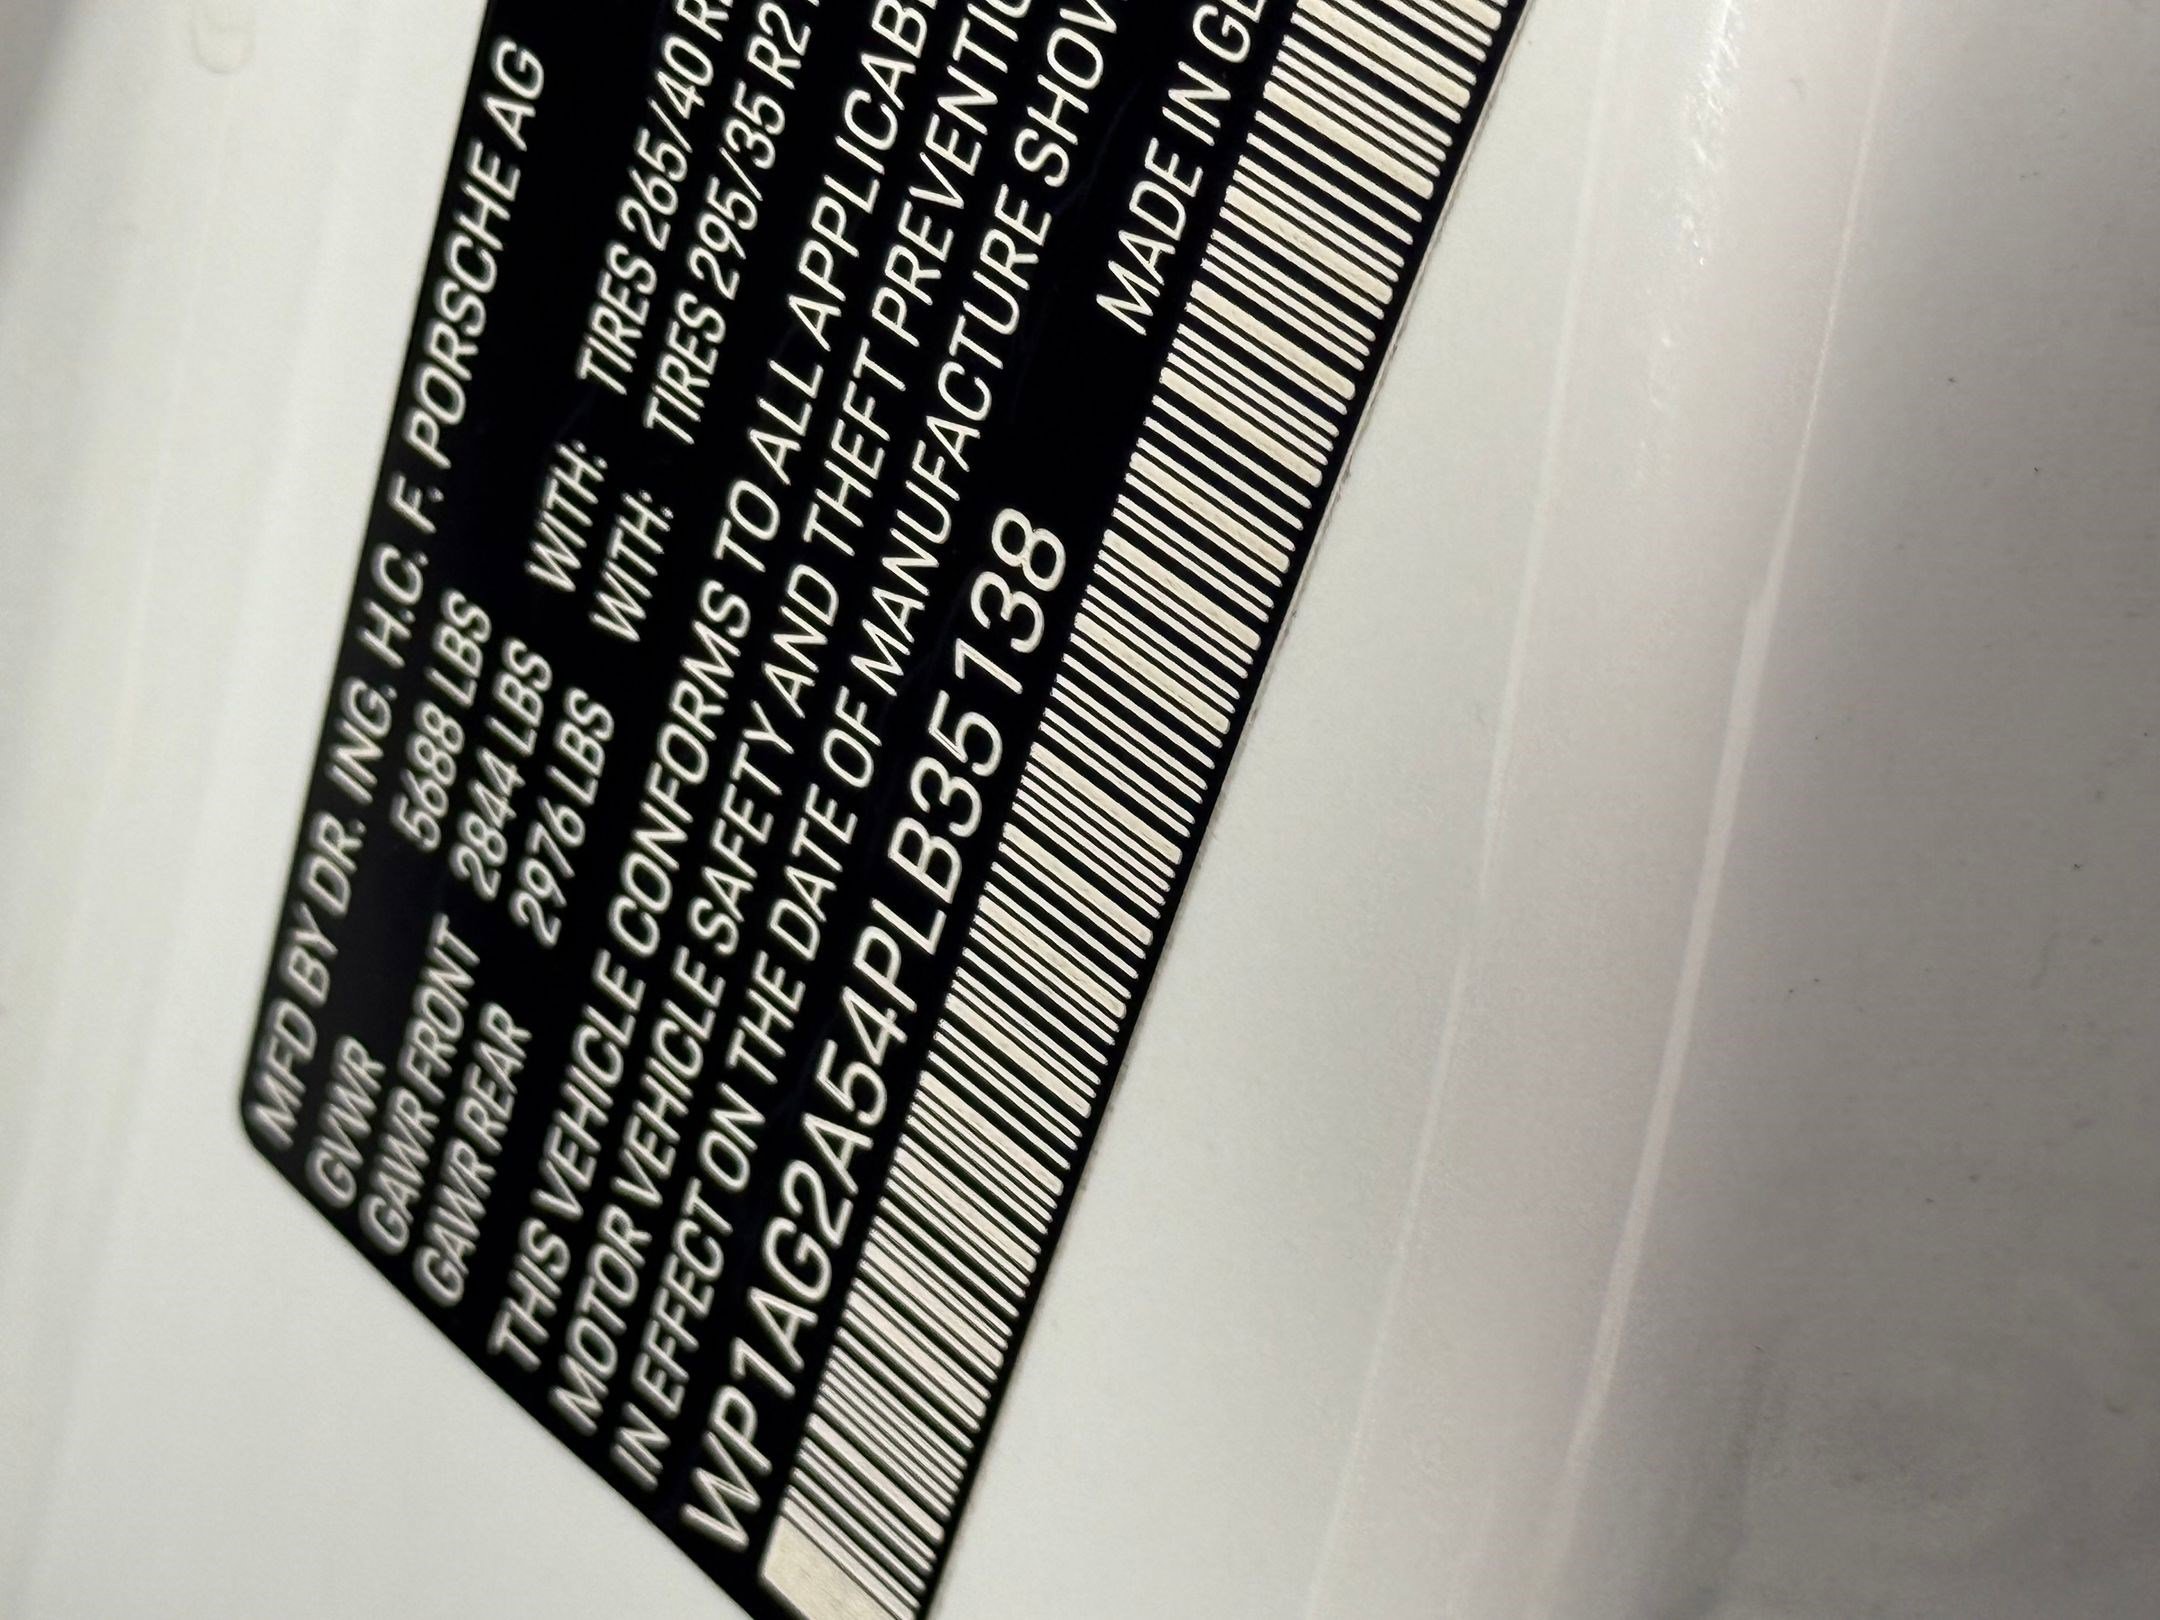 MFD BY DR. ING. H.C. F. PORSCHE AG
GVWR 5688 LBS
GAWR FRONT 2844 LBS WITH: TIRES 265/40
GAWR REAR 2976 LBS WITH: TIRES 295/35
THIS VEHICLE CONFORMS TO ALL
MOTOR VEHICLE SAFETY AND THEFT
IN EFFECT ON THE DATE OF MANUFACTURE
WP1AG2A54PLB35138 MADE IN